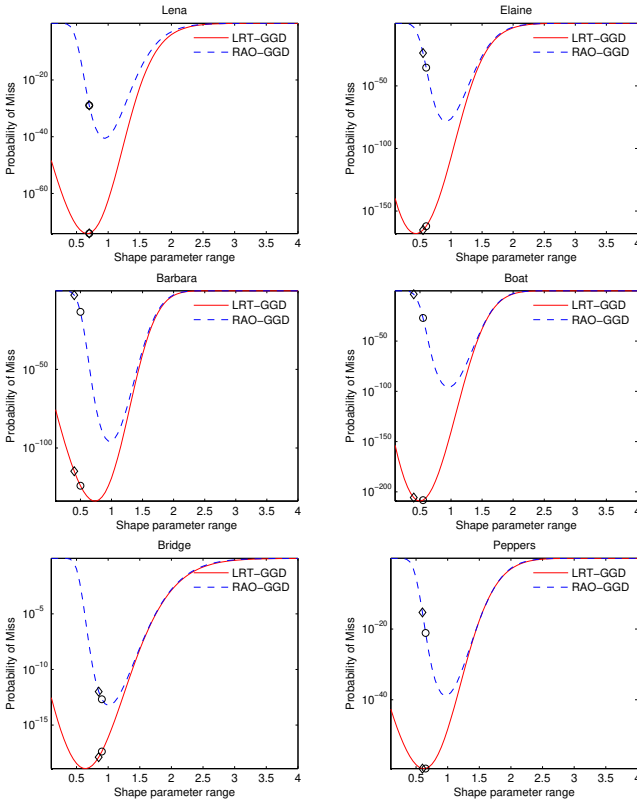 Lena
Probability of Miss
10^−20
10^−40
10^−60
LRT−GGD
RAO−GGD
0.5 1 1.5 2 2.5 3 3.5 4
Shape parameter range
Elaine
Probability of Miss
10^−50
10^−100
10^−150
LRT−GGD
RAO−GGD
0.5 1 1.5 2 2.5 3 3.5 4
Shape parameter range
Barbara
Probability of Miss
10^−50
10^−100
LRT−GGD
RAO−GGD
0.5 1 1.5 2 2.5 3 3.5 4
Shape parameter range
Boat
Probability of Miss
10^−50
10^−100
10^−150
10^−200
LRT−GGD
RAO−GGD
0.5 1 1.5 2 2.5 3 3.5 4
Shape parameter range
Bridge
Probability of Miss
10^−5
10^−10
10^−15
LRT−GGD
RAO−GGD
0.5 1 1.5 2 2.5 3 3.5 4
Shape parameter range
Peppers
Probability of Miss
10^−20
10^−40
LRT−GGD
RAO−GGD
0.5 1 1.5 2 2.5 3 3.5 4
Shape parameter range